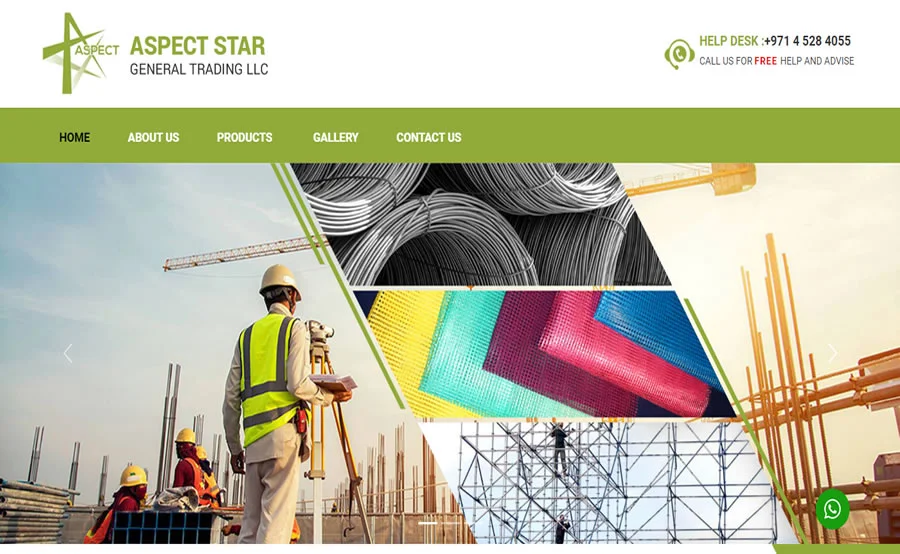 ASPECT
ASPECT STAR
GENERAL TRADING LLC
HELP DESK :+971 4 528 4055
CALL US FOR FREE HELP AND ADVISE
HOME ABOUT US PRODUCTS GALLERY CONTACT US